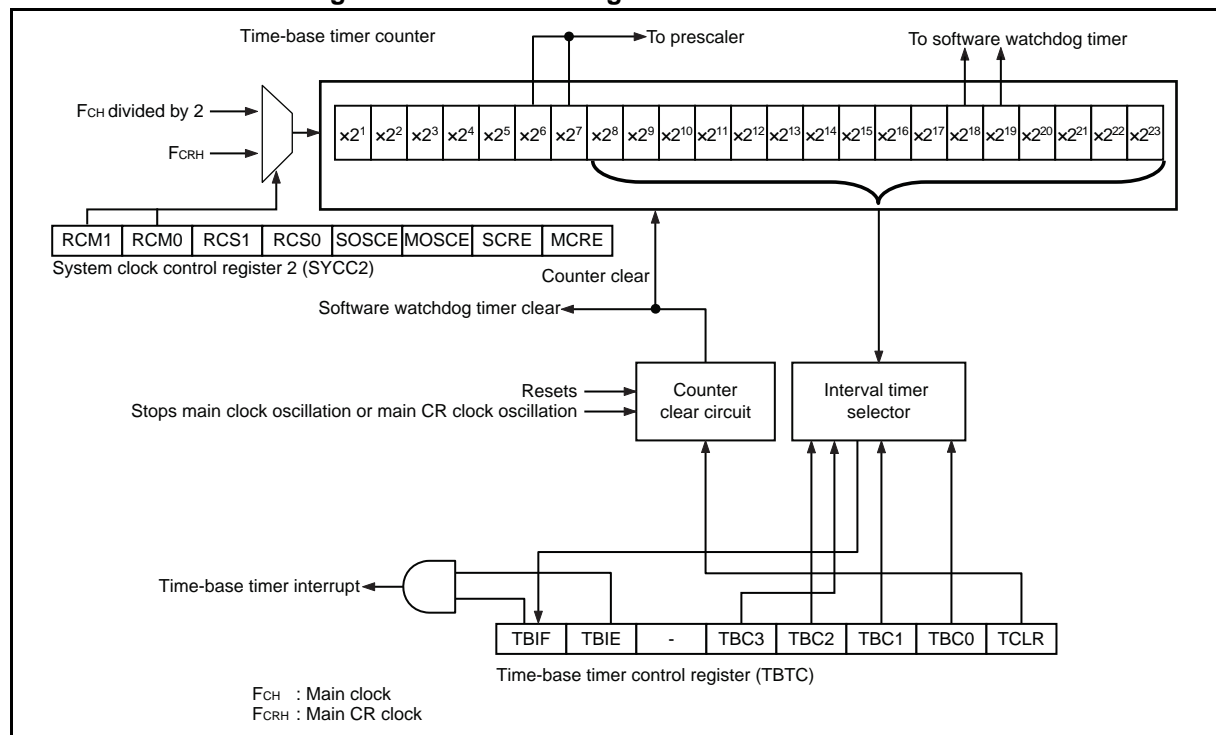 Time-base timer counter
To prescaler
To software watchdog timer
FCH divided by 2
FCRH
×2¹ ×2² ×2³ ×2⁴ ×2⁵ ×2⁶ ×2⁷ ×2⁸ ×2⁹ ×2¹⁰ ×2¹¹ ×2¹² ×2¹³ ×2¹⁴ ×2¹⁵ ×2¹⁶ ×2¹⁷ ×2¹⁸ ×2¹⁹ ×2²⁰ ×2²¹ ×2²² ×2²³
RCM1 RCM0 RCS1 RCS0 SOSCE MOSCE SCRE MCRE
System clock control register 2 (SYCC2)
Counter clear
Software watchdog timer clear
Resets
Stops main clock oscillation or main CR clock oscillation
Counter
clear circuit
Interval timer
selector
Time-base timer interrupt
TBIF TBIE - TBC3 TBC2 TBC1 TBC0 TCLR
Time-base timer control register (TBTC)
FCH : Main clock
FCRH : Main CR clock